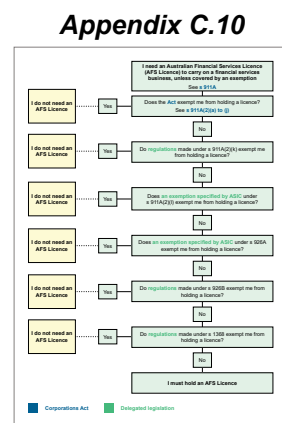 Appendix C.10
I need an Australian Financial Services Licence
(AFS Licence) to carry on a financial services
business, unless covered by an exemption
See s 911A
I do not need an
AFS Licence
Yes
Does the Act exempt me from holding a licence?
See s 911A(2)(a) to (j)
No
I do not need an
AFS Licence
Yes
Do regulations made under s 911A(2)(k) exempt me
from holding a licence?
No
I do not need an
AFS Licence
Yes
Does an exemption specified by ASIC under
s 911A(2)(l) exempt me from holding a licence?
No
I do not need an
AFS Licence
Yes
Does an exemption specified by ASIC under s 926A
exempt me from holding a licence?
No
I do not need an
AFS Licence
Yes
Do regulations made under s 926B exempt me from
holding a licence?
No
I do not need an
AFS Licence
Yes
Do regulations made under s 1368 exempt me from
holding a licence?
No
I must hold an AFS Licence
Corporations Act
Delegated legislation